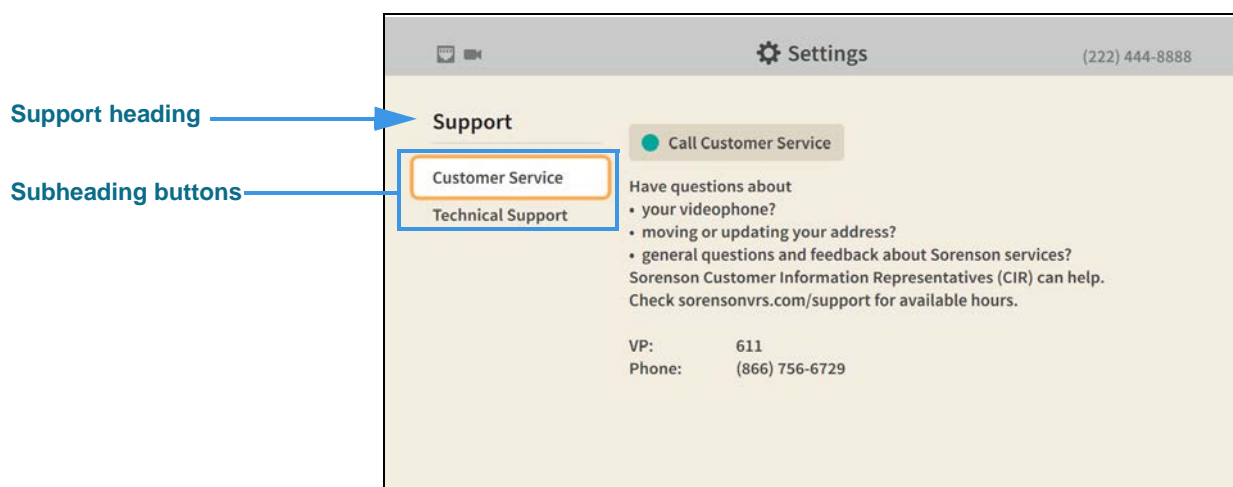 Settings
(222) 444-8888
Support heading
Support
Call Customer Service
Subheading buttons
Customer Service
Technical Support
Have questions about
• your videophone?
• moving or updating your address?
• general questions and feedback about Sorenson services?
Sorenson Customer Information Representatives (CIR) can help.
Check sorensonvrs.com/support for available hours.
VP: 611
Phone: (866) 756-6729